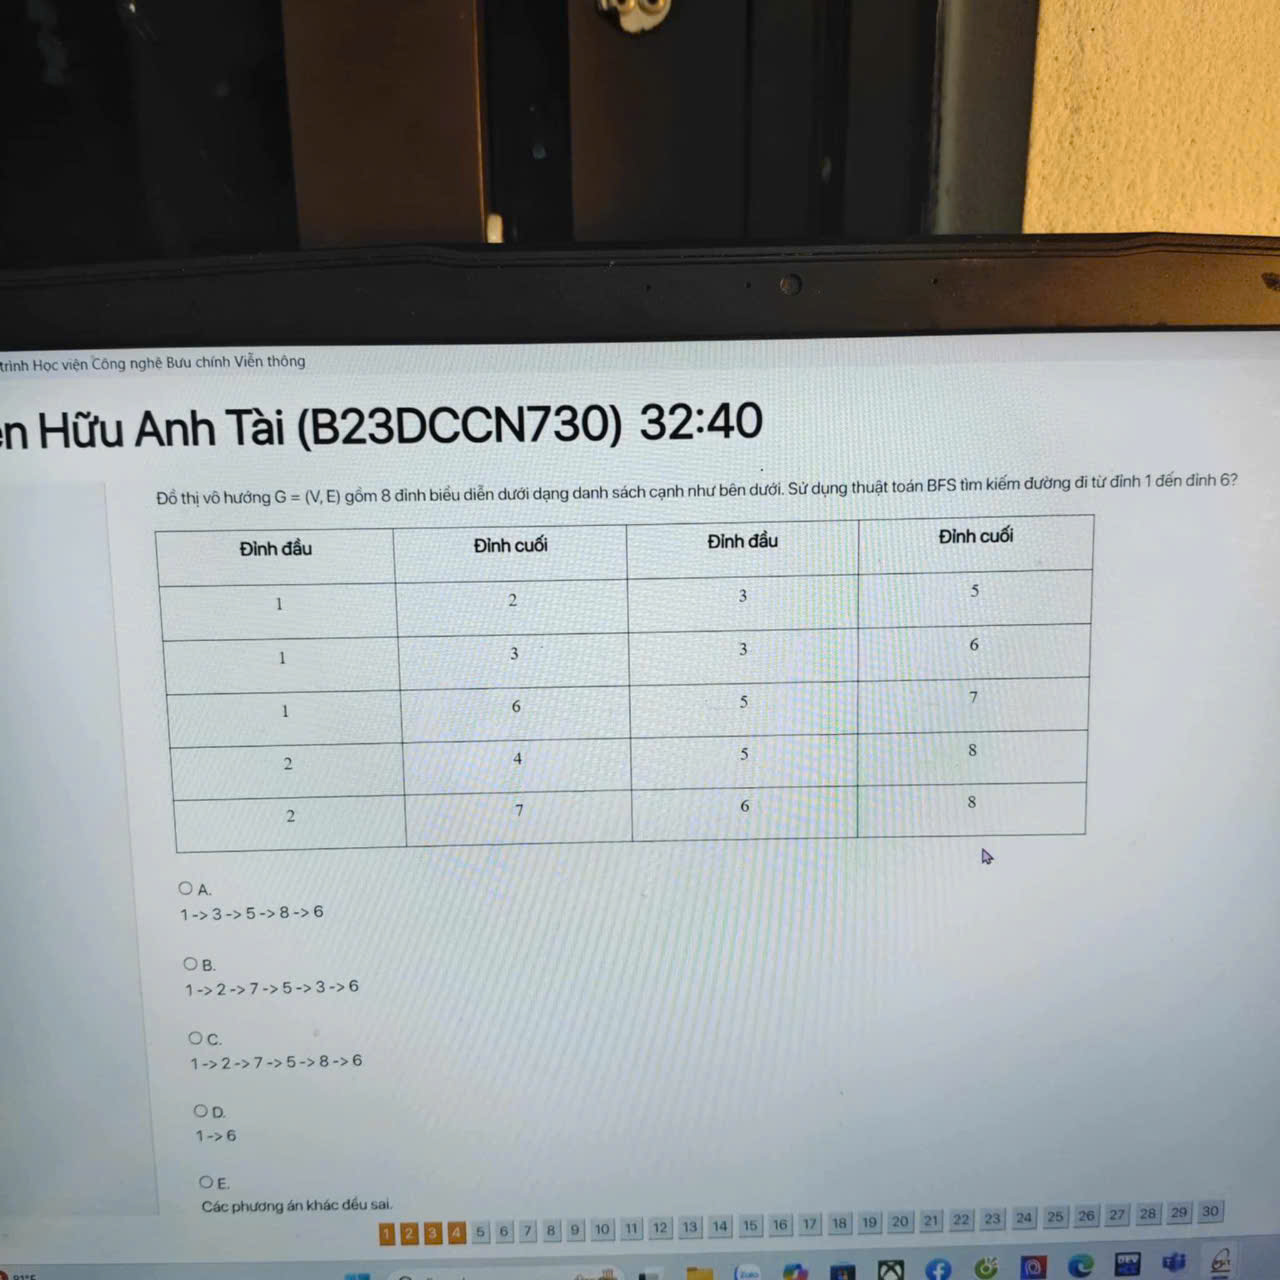 trình Học viện Công nghệ Bưu chính Viễn thông
ễn Hữu Anh Tài (B23DCCN730) 32:40
Đồ thị vô hướng G = (V, E) gồm 8 đỉnh biểu diễn dưới dạng danh sách cạnh như bên dưới. Sử dụng thuật toán BFS tìm kiếm đường đi từ đỉnh 1 đến đỉnh 6?
Đỉnh đầu Đỉnh cuối Đỉnh đầu Đỉnh cuối
1 2 3 5
1 3 3 6
1 6 5 7
2 4 5 8
2 7 6 8
A.
1 -> 3 -> 5 -> 8 -> 6
B.
1 -> 2 -> 7 -> 5 -> 3 -> 6
C.
1 -> 2 -> 7 -> 5 -> 8 -> 6
D.
1 -> 6
E.
Các phương án khác đều sai.
1 2 3 4 5 6 7 8 9 10 11 12 13 14 15 16 17 18 19 20 21 22 23 24 25 26 27 28 29 30
Zalo
DEV